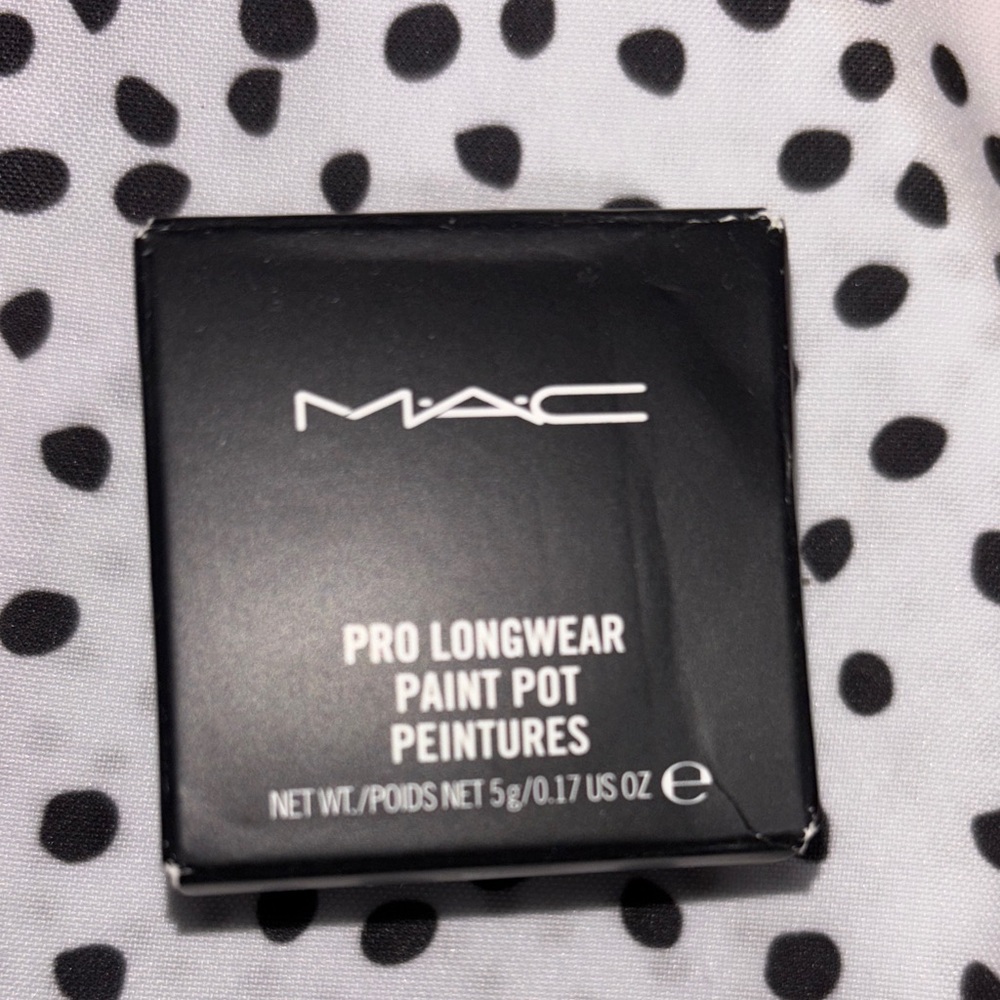 M·A·C
PRO LONGWEAR
PAINT POT
PEINTURES
NET WT./POIDS NET 5g/0.17 US OZ ℮